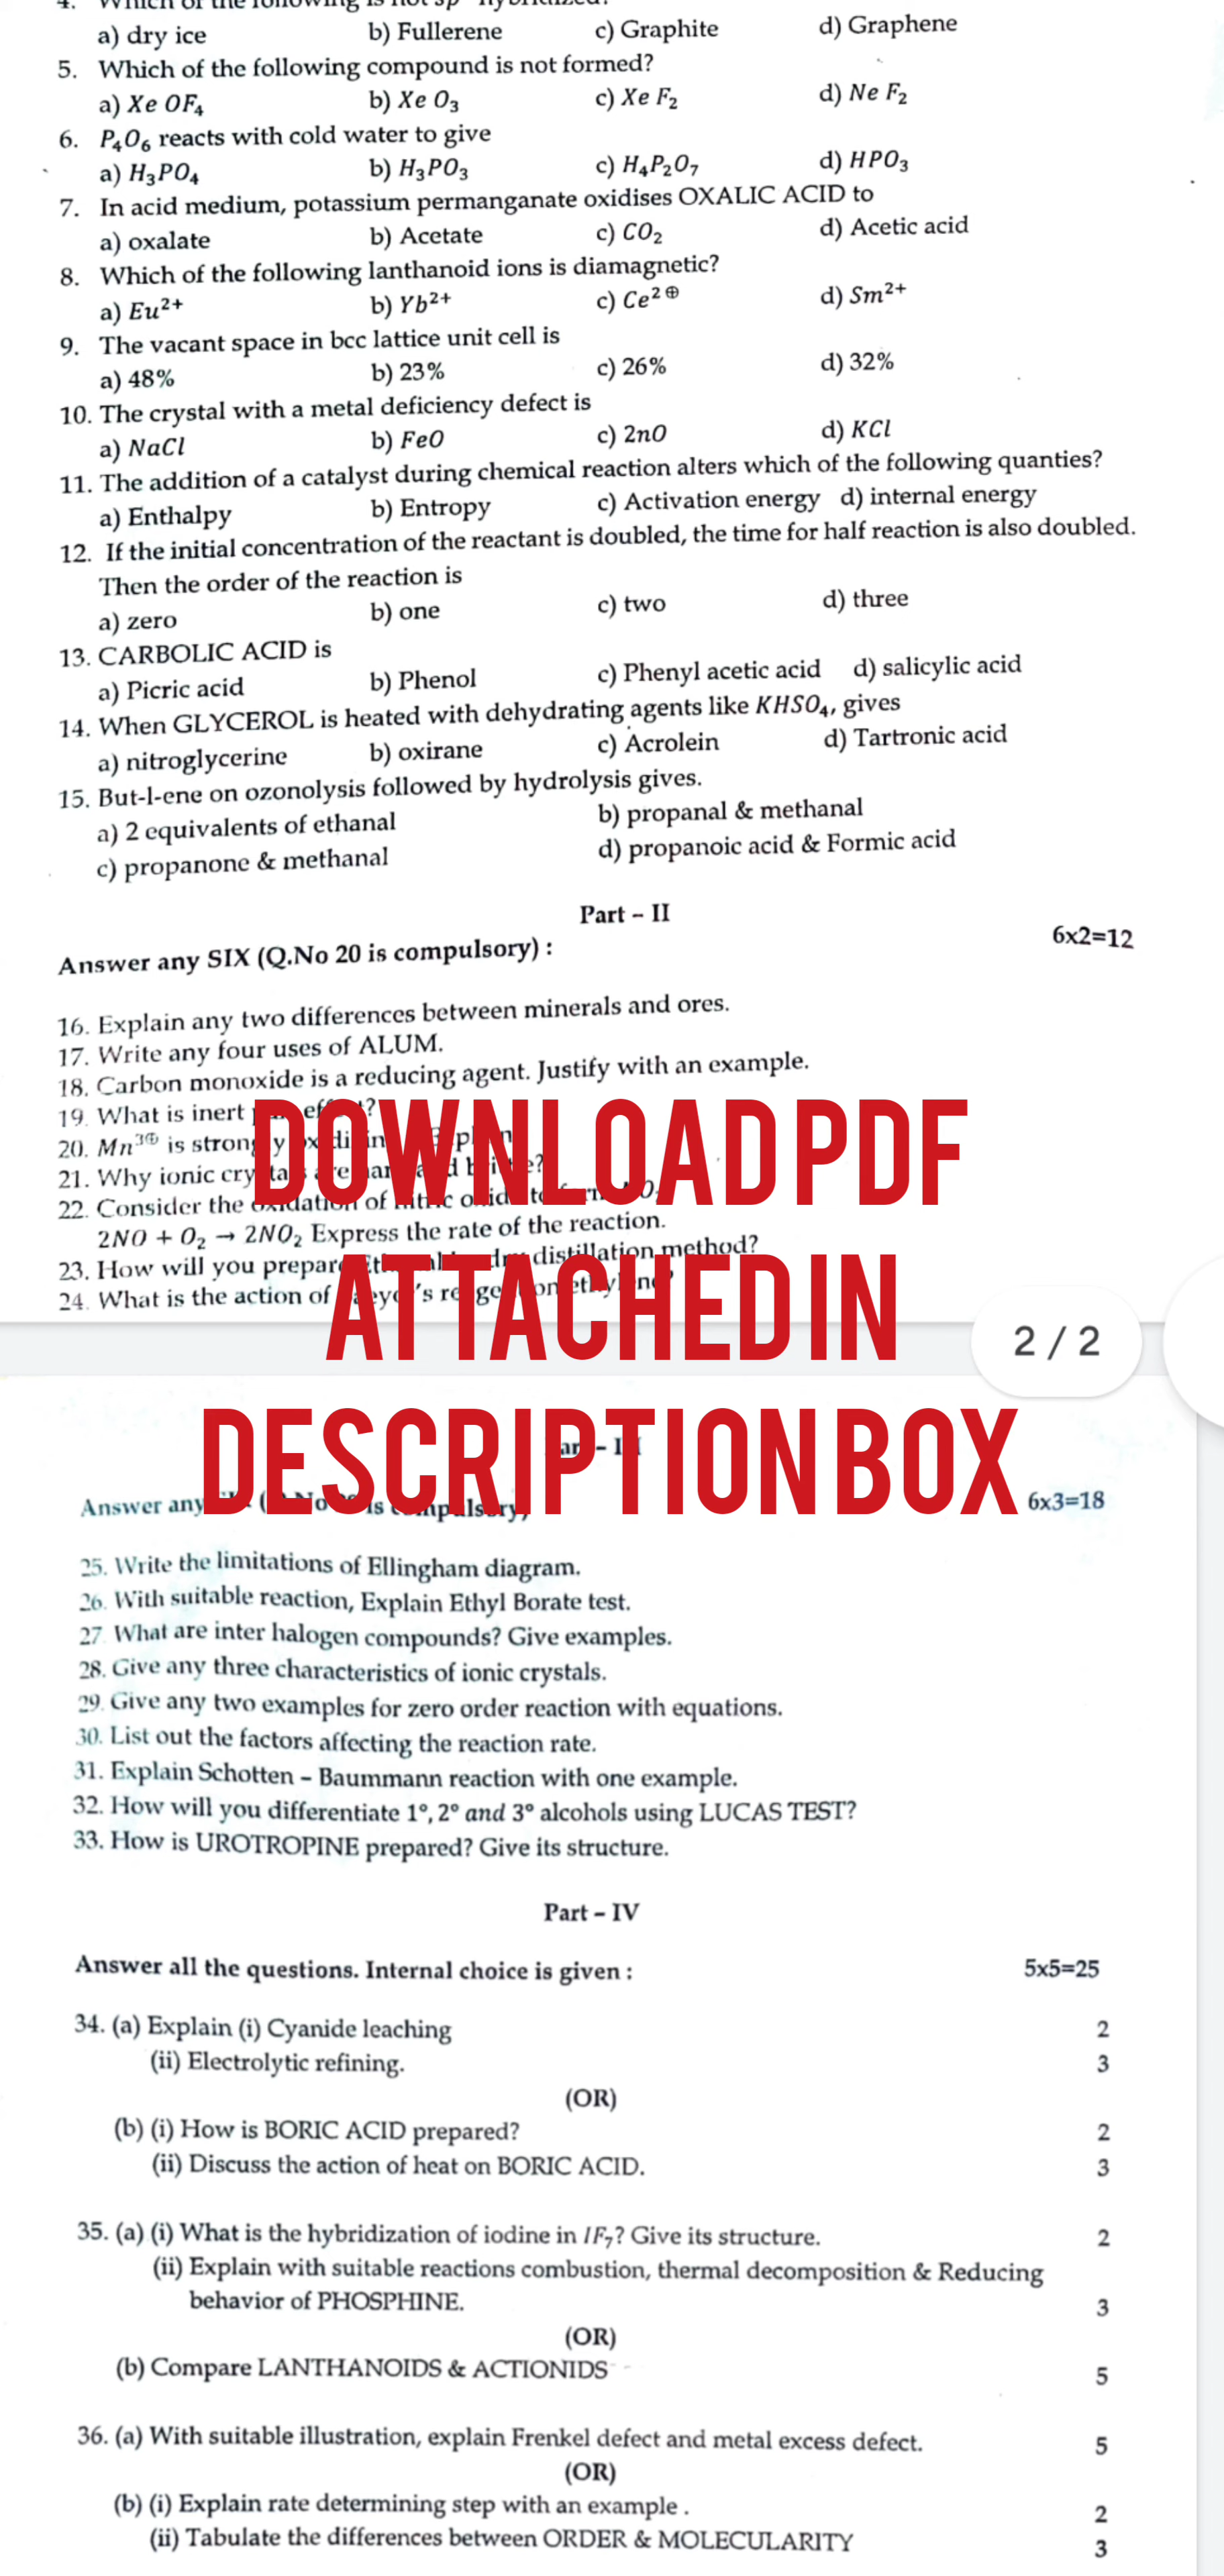 a) dry ice b) Fullerene c) Graphite d) Graphene
5. Which of the following compound is not formed?
a) Xe OF₄ b) Xe O₃ c) Xe F₂ d) Ne F₂
6. P₄O₆ reacts with cold water to give
a) H₃PO₄ b) H₃PO₃ c) H₄P₂O₇ d) HPO₃
7. In acid medium, potassium permanganate oxidises OXALIC ACID to
a) oxalate b) Acetate c) CO₂ d) Acetic acid
8. Which of the following lanthanoid ions is diamagnetic?
a) Eu²⁺ b) Yb²⁺ c) Ce²⊕ d) Sm²⁺
9. The vacant space in bcc lattice unit cell is
a) 48% b) 23% c) 26% d) 32%
10. The crystal with a metal deficiency defect is
a) NaCl b) FeO c) 2nO d) KCl
11. The addition of a catalyst during chemical reaction alters which of the following quanties?
a) Enthalpy b) Entropy c) Activation energy d) internal energy
12. If the initial concentration of the reactant is doubled, the time for half reaction is also doubled.
Then the order of the reaction is
a) zero b) one c) two d) three
13. CARBOLIC ACID is
a) Picric acid b) Phenol c) Phenyl acetic acid d) salicylic acid
14. When GLYCEROL is heated with dehydrating agents like KHSO₄, gives
a) nitroglycerine b) oxirane c) Acrolein d) Tartronic acid
15. But-l-ene on ozonolysis followed by hydrolysis gives.
a) 2 equivalents of ethanal b) propanal & methanal
c) propanone & methanal d) propanoic acid & Formic acid
Part – II
Answer any SIX (Q.No 20 is compulsory) : 6x2=12
16. Explain any two differences between minerals and ores.
17. Write any four uses of ALUM.
18. Carbon monoxide is a reducing agent. Justify with an example.
19. What is inert
20. Mn³⊕ is
21. Why ionic
22. Consider the of
2NO + O₂ → 2NO₂ Express the rate of the reaction.
23. How will you distillation method?
24. What is the action of
DOWNLOAD PDF
ATTACHED IN
DESCRIPTION BOX
2 / 2
Answer any 6x3=18
25. Write the limitations of Ellingham diagram.
26. With suitable reaction, Explain Ethyl Borate test.
27. What are inter halogen compounds? Give examples.
28. Give any three characteristics of ionic crystals.
29. Give any two examples for zero order reaction with equations.
30. List out the factors affecting the reaction rate.
31. Explain Schotten – Baummann reaction with one example.
32. How will you differentiate 1°, 2° and 3° alcohols using LUCAS TEST?
33. How is UROTROPINE prepared? Give its structure.
Part – IV
Answer all the questions. Internal choice is given : 5x5=25
34. (a) Explain (i) Cyanide leaching 2
(ii) Electrolytic refining. 3
(OR)
(b) (i) How is BORIC ACID prepared? 2
(ii) Discuss the action of heat on BORIC ACID. 3
35. (a) (i) What is the hybridization of iodine in IF₇? Give its structure. 2
(ii) Explain with suitable reactions combustion, thermal decomposition & Reducing
behavior of PHOSPHINE. 3
(OR)
(b) Compare LANTHANOIDS & ACTIONIDS 5
36. (a) With suitable illustration, explain Frenkel defect and metal excess defect. 5
(OR)
(b) (i) Explain rate determining step with an example . 2
(ii) Tabulate the differences between ORDER & MOLECULARITY 3